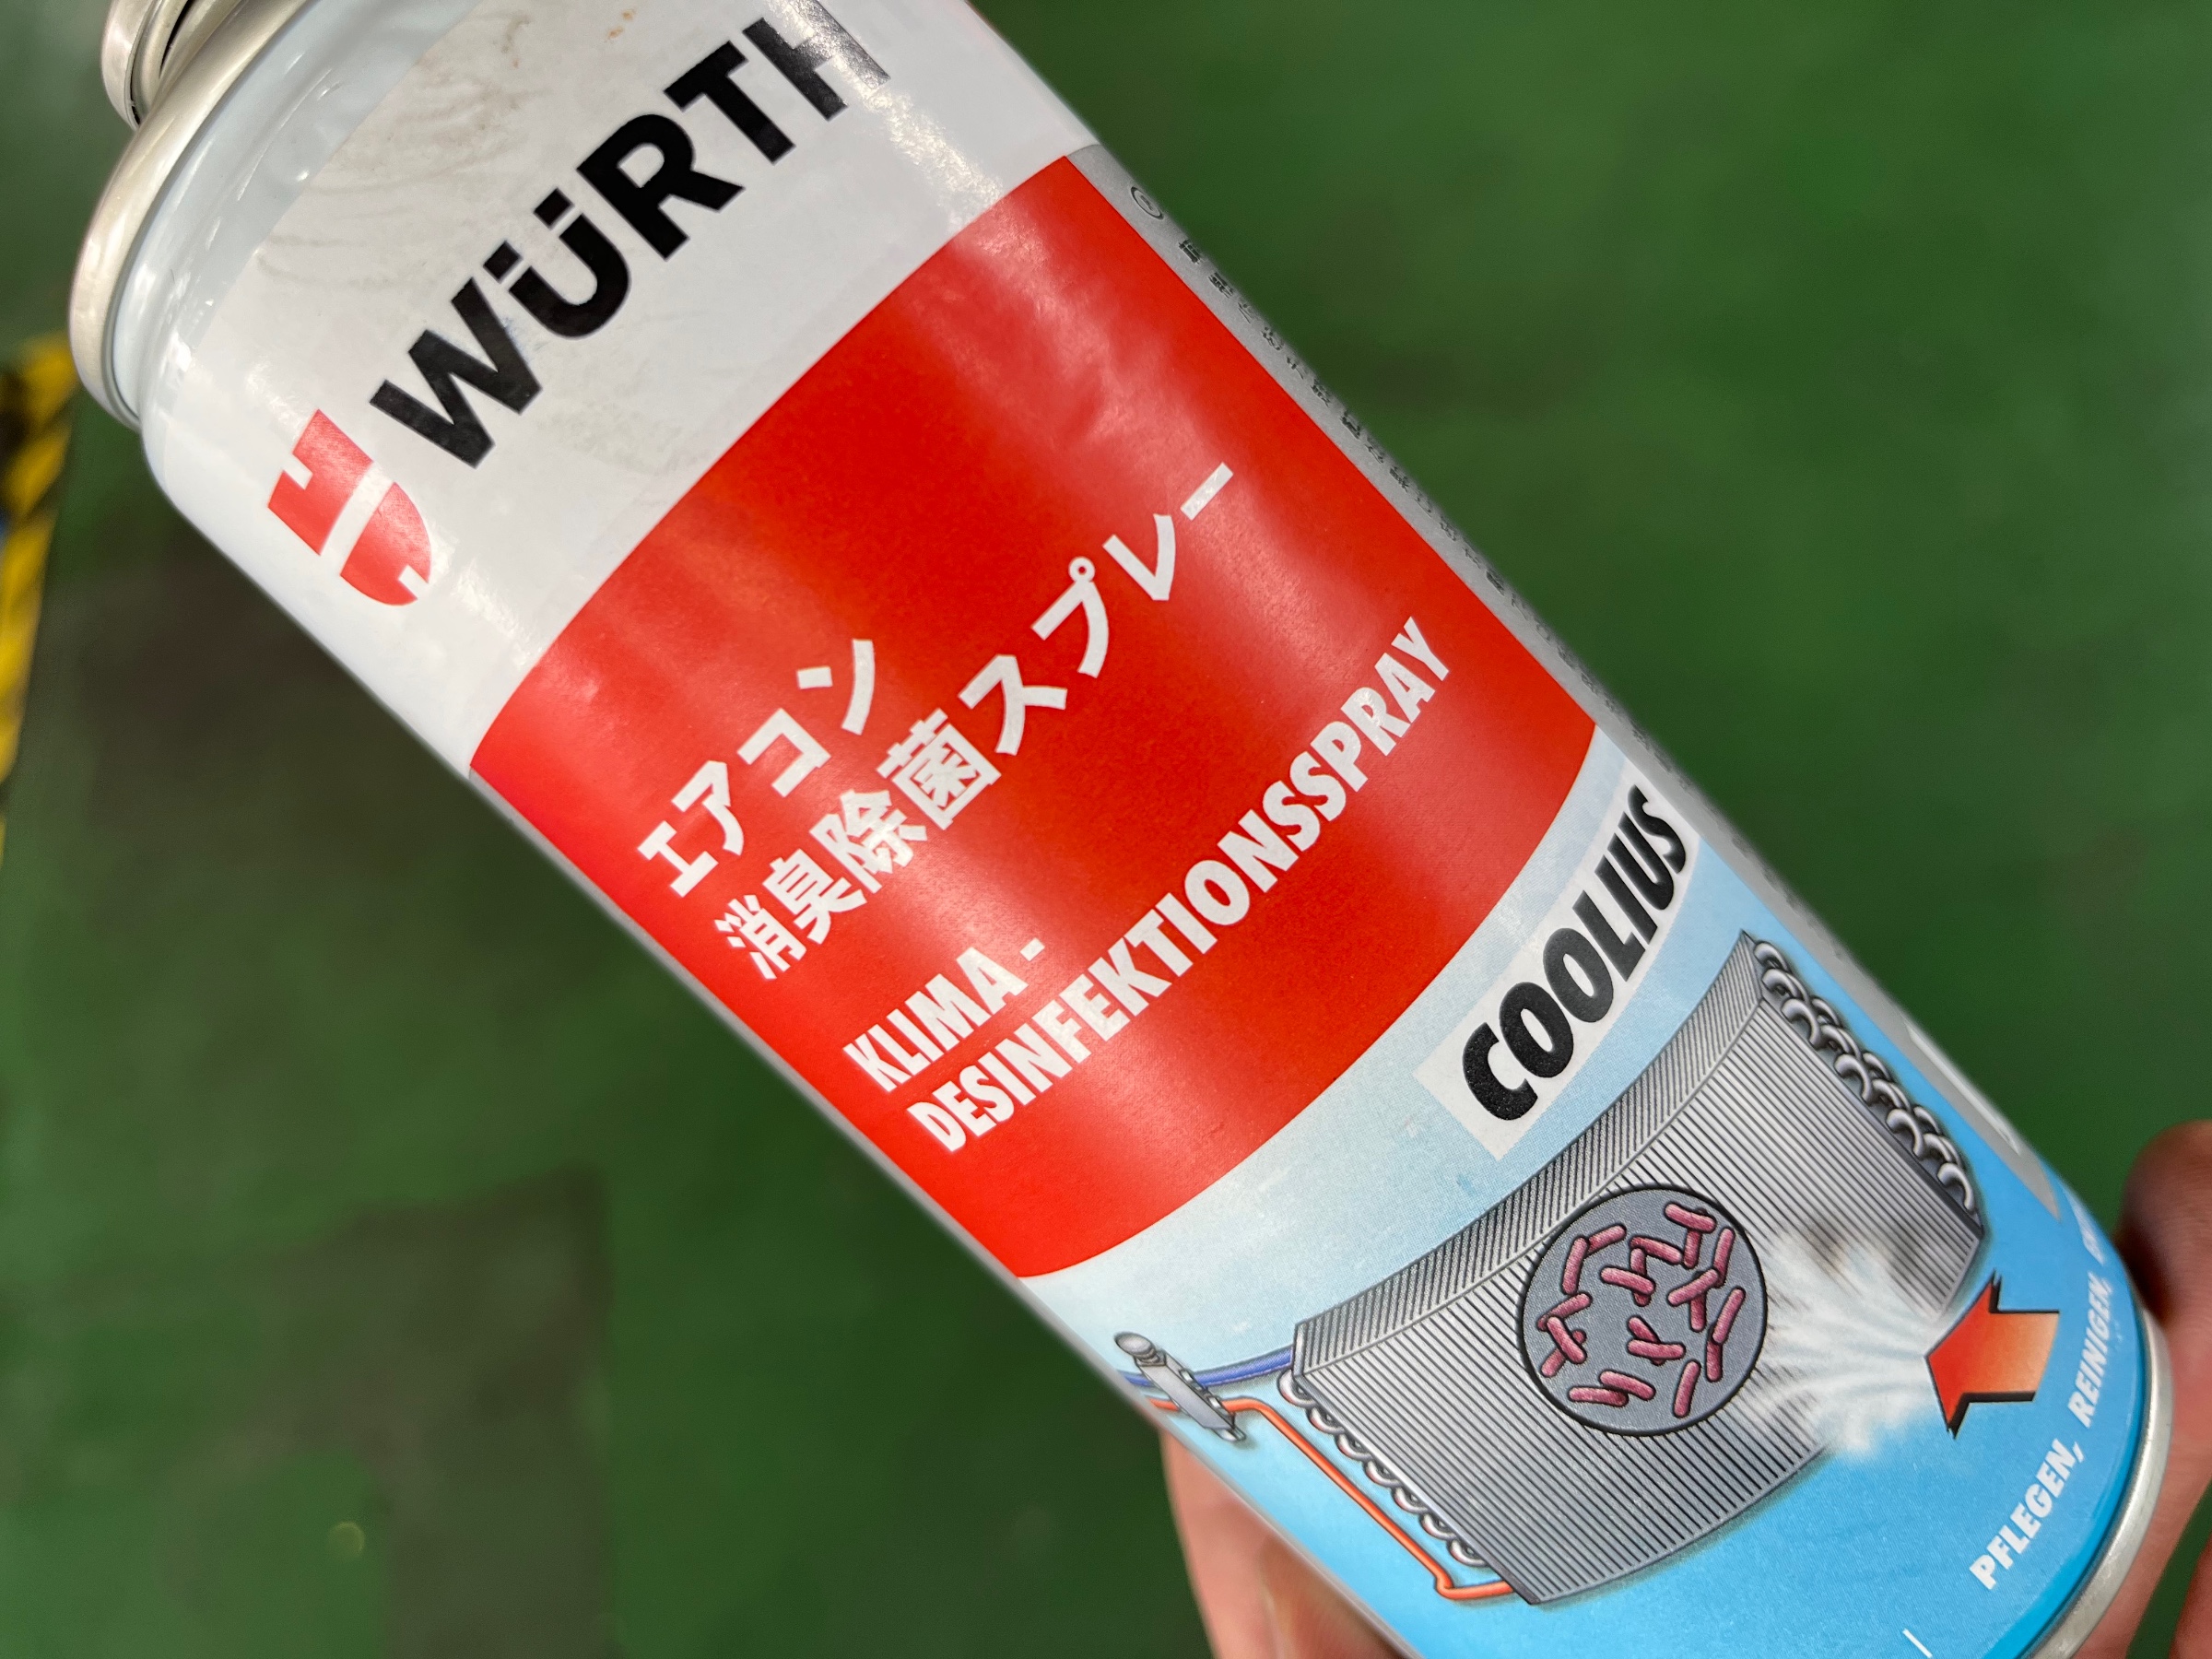 WÜRTH
エアコン
消臭除菌スプレー
KLIMA -
DESINFEKTIONSSPRAY
COOLIUS
PFLEGEN, REINIGEN,